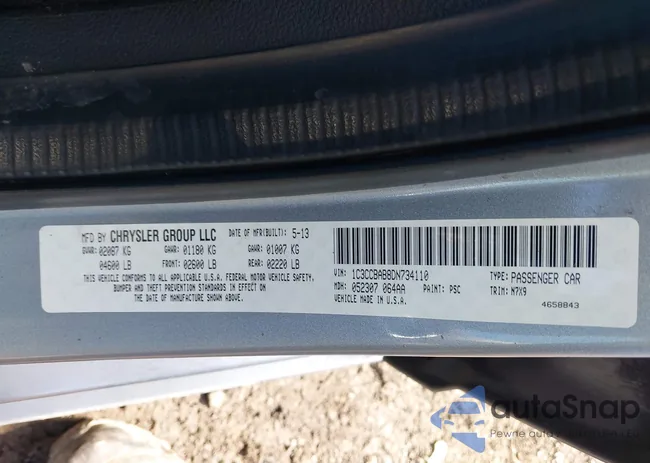 MFD BY CHRYSLER GROUP LLC DATE OF MFR(BUILT): 5-13
GVWR: 02087 KG GAWR: 01180 KG GAWR: 01007 KG
04600 LB FRONT: 02600 LB REAR: 02220 LB
THIS VEHICLE CONFORMS TO ALL APPLICABLE U.S.A. FEDERAL MOTOR VEHICLE SAFETY,
BUMPER AND THEFT PREVENTION STANDARDS IN EFFECT ON
THE DATE OF MANUFACTURE SHOWN ABOVE.
VIN: 1C3CCBAB8DN734110 TYPE: PASSENGER CAR
MDH: 052307 064AA PAINT: PSC TRIM: N7X9
VEHICLE MADE IN U.S.A. 4658843
autoSnap
Pewne auto